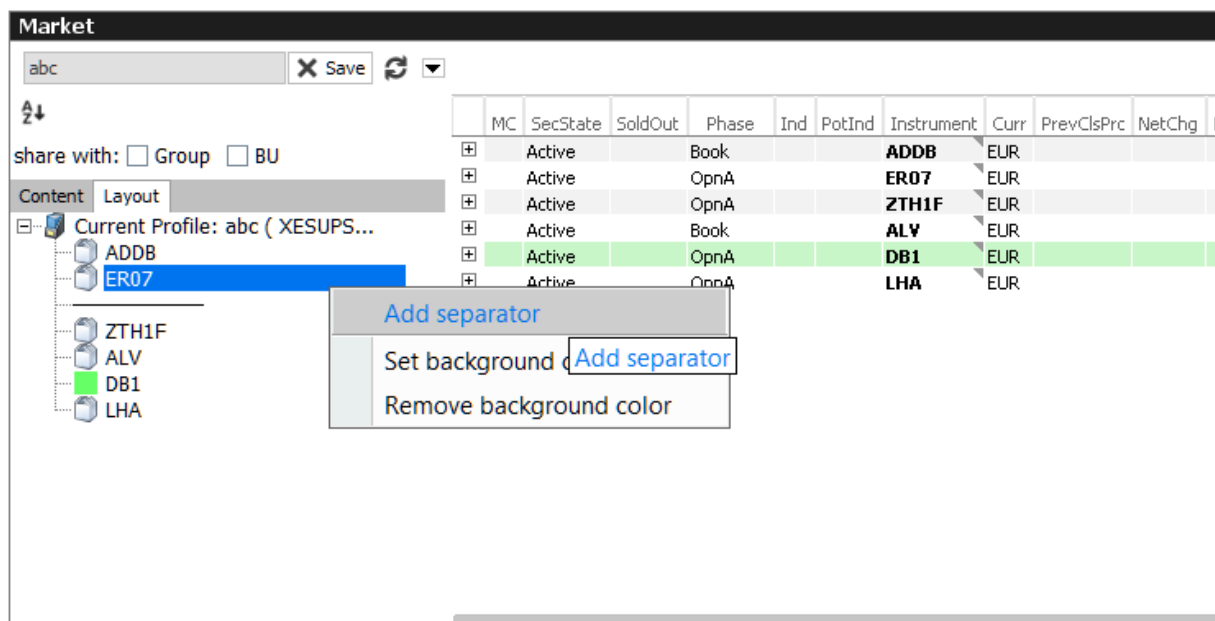 Market
abc
Save
share with: Group BU
Content Layout
Current Profile: abc ( XESUPS...
ADDB
ER07
ZTH1F
ALV
DB1
LHA
MC SecState SoldOut Phase Ind PotInd Instrument Curr PrevClsPrc NetChg
Active Book ADDB EUR
Active OpnA ER07 EUR
Active OpnA ZTH1F EUR
Active Book ALV EUR
Active OpnA DB1 EUR
Active OpnA LHA EUR
Add separator
Set background
Add separator
Remove background color